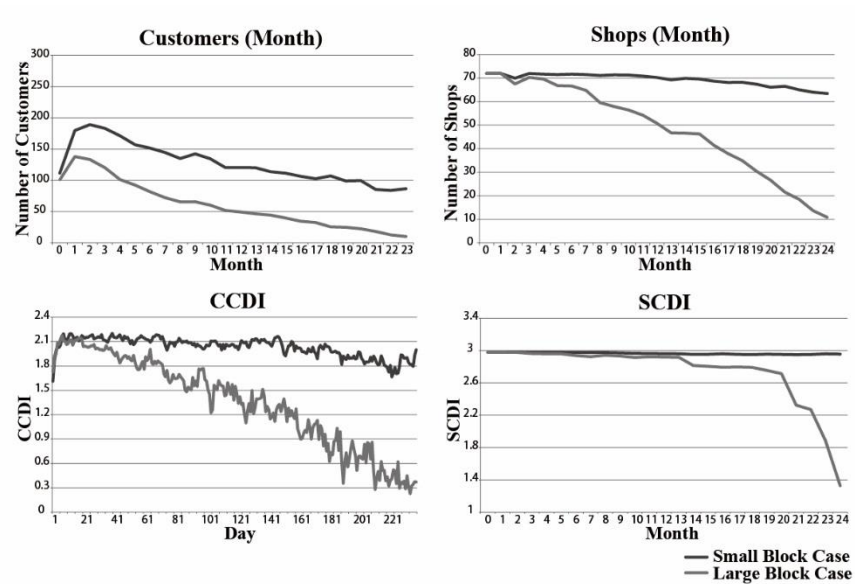 Customers (Month)
Number of Customers
300
250
200
150
100
50
0
0 1 2 3 4 5 6 7 8 9 10 11 12 13 14 15 16 17 18 19 20 21 22 23
Month
Shops (Month)
Number of Shops
80
70
60
50
40
30
20
10
0
0 1 2 3 4 5 6 7 8 9 10 11 12 13 14 15 16 17 18 19 20 21 22 23 24
Month
CCDI
CCDI
2.4
2.1
1.8
1.5
1.2
0.9
0.6
0.3
0
1 21 41 61 81 101 121 141 161 181 201 221
Day
SCDI
SCDI
3.4
3
2.6
2.2
1.8
1.4
1
0 1 2 3 4 5 6 7 8 9 10 11 12 13 14 15 16 17 18 19 20 21 22 23 24
Month
Small Block Case
Large Block Case